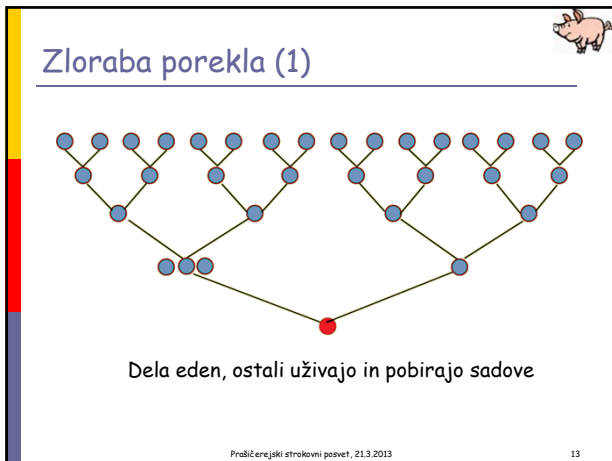 Zloraba porekla (1)
Dela eden, ostali uživajo in pobirajo sadove
Prašičerejski strokovni posvet, 21.3.2013
13